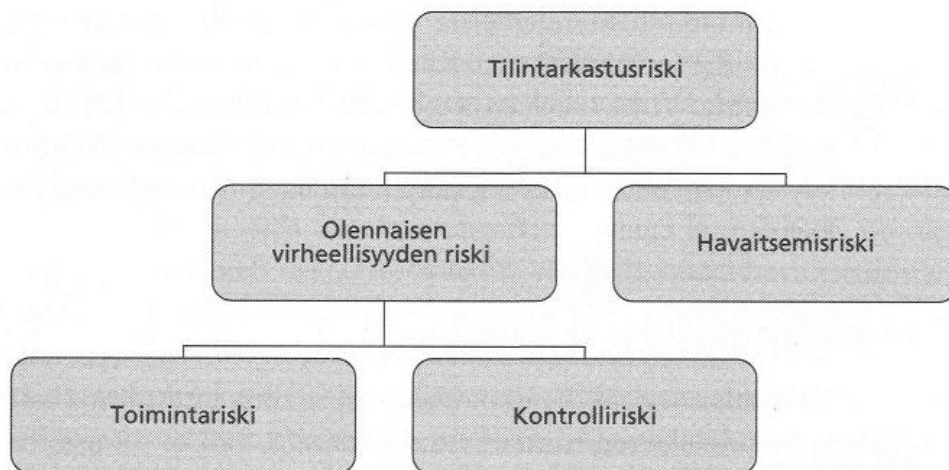 Tilintarkastusriski
Olennaisen
virheellisyyden riski
Havaitsemisriski
Toimintariski
Kontrolliriski